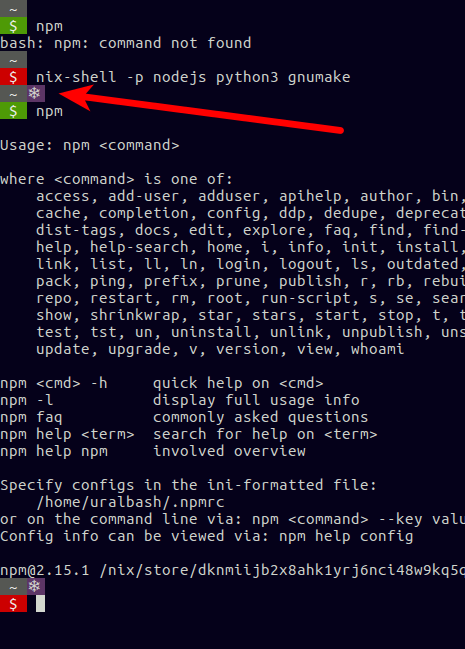 ~
$ npm
bash: npm: command not found
~
$ nix-shell -p nodejs python3 gnumake
~ ❄
$ npm
Usage: npm <command>
where <command> is one of:
access, add-user, adduser, apihelp, author, bin,
cache, completion, config, ddp, dedupe, deprecat
dist-tags, docs, edit, explore, faq, find, find-
help, help-search, home, i, info, init, install,
link, list, ll, ln, login, logout, ls, outdated,
pack, ping, prefix, prune, publish, r, rb, rebui
repo, restart, rm, root, run-script, s, se, sear
show, shrinkwrap, star, stars, start, stop, t, t
test, tst, un, uninstall, unlink, unpublish, uns
update, upgrade, v, version, view, whoami
npm <cmd> -h     quick help on <cmd>
npm -l           display full usage info
npm faq          commonly asked questions
npm help <term>  search for help on <term>
npm help npm     involved overview
Specify configs in the ini-formatted file:
/home/uralbash/.npmrc
or on the command line via: npm <command> --key valu
Config info can be viewed via: npm help config
npm@2.15.1 /nix/store/dknmiijb2x8ahk1yrj6nci48w9kq5c
~ ❄
$